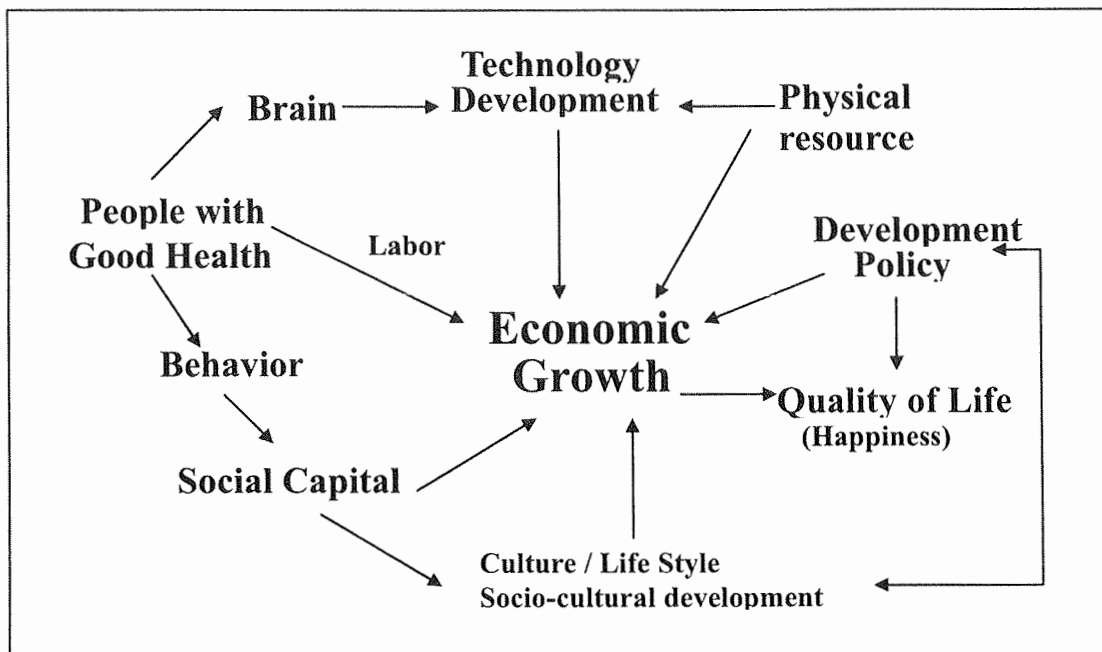 Technology
Development
Brain
Physical
resource
People with
Good Health
Labor
Development
Policy
Economic
Growth
Behavior
Quality of Life
(Happiness)
Social Capital
Culture / Life Style
Socio-cultural development